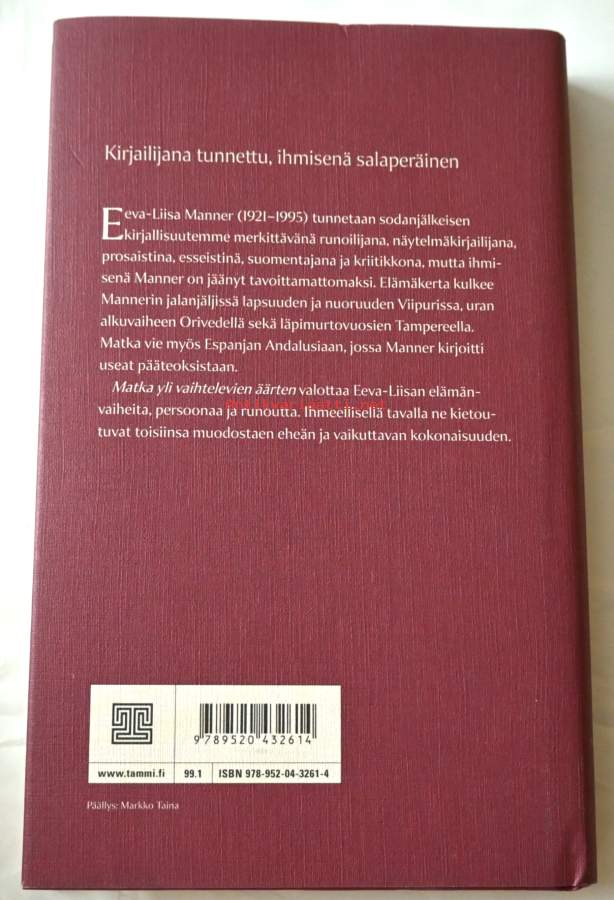 Kirjailijana tunnettu, ihmisenä salaperäinen
Eeva-Liisa Manner (1921–1995) tunnetaan sodanjälkeisen
kirjallisuutemme merkittävänä runoilijana, näytelmäkirjailijana,
prosaistina, esseistinä, suomentajana ja kriitikkona, mutta ihmi-
senä Manner on jäänyt tavoittamattomaksi. Elämäkerta kulkee
Mannerin jalanjäljissä lapsuuden ja nuoruuden Viipurissa, uran
alkuvaiheen Orivedellä sekä läpimurtovuosien Tampereella.
Matka vie myös Espanjan Andalusiaan, jossa Manner kirjoitti
useat pääteoksistaan.
Matka yli vaihtelevien äärten valottaa Eeva-Liisan elämän-
vaiheita, persoonaa ja runoutta. Ihmeellisellä tavalla ne kietou-
tuvat toisiinsa muodostaen eheän ja vaikuttavan kokonaisuuden.
9 789520 432614
www.tammi.fi 99.1 ISBN 978-952-04-3261-4
Päällys: Markko Taina